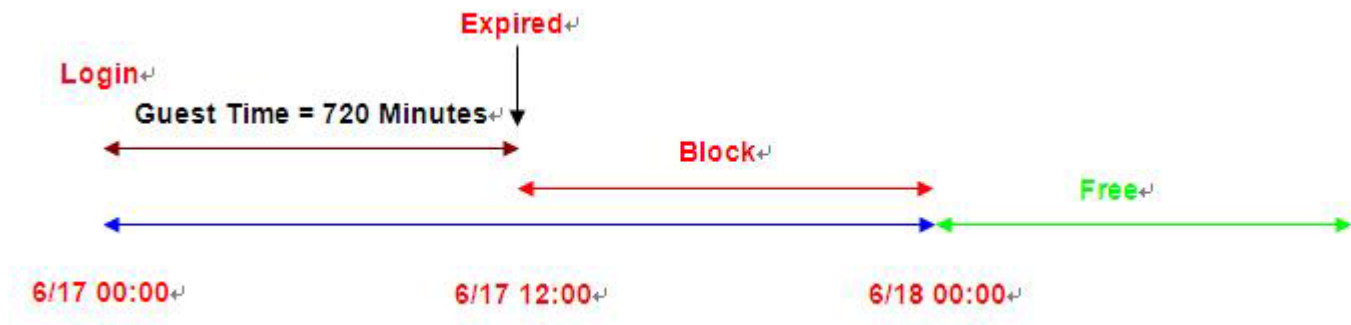 Expired
Login
Guest Time = 720 Minutes
Block
Free
6/17 00:00
6/17 12:00
6/18 00:00